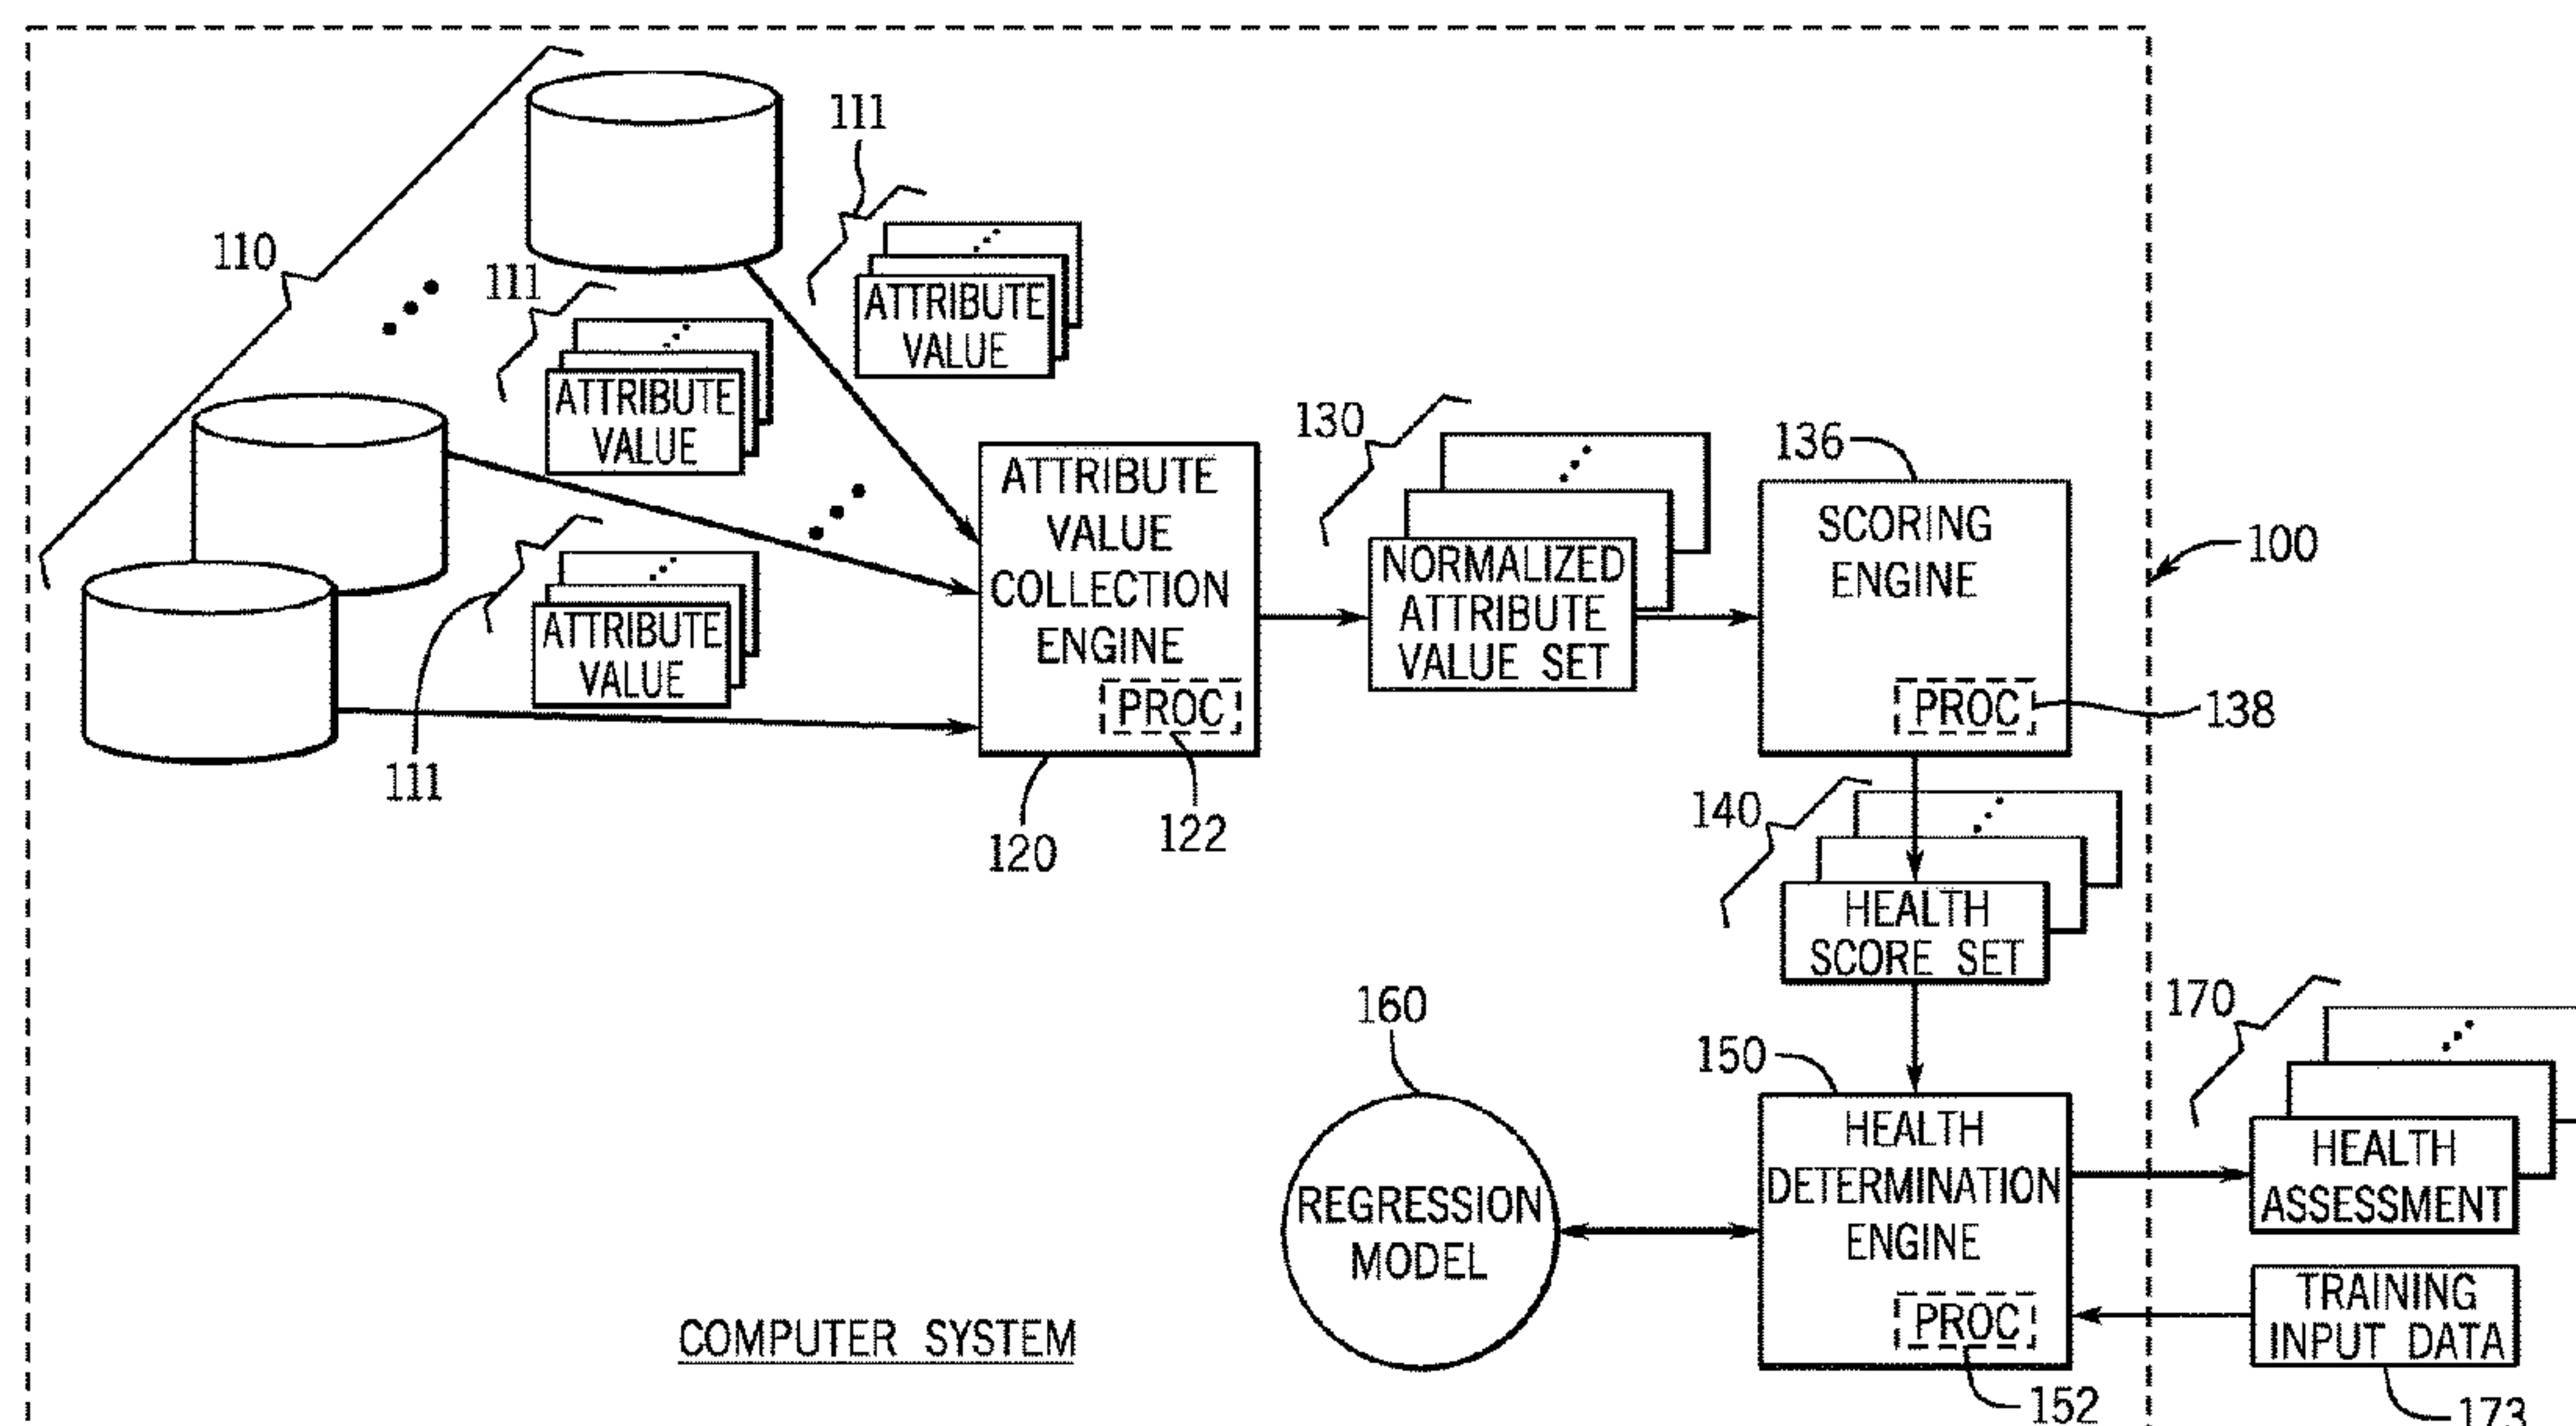 111
110
111
ATTRIBUTE
VALUE
ATTRIBUTE
VALUE
130
136
ATTRIBUTE
VALUE
COLLECTION
ENGINE
PROC
SCORING
ENGINE
100
NORMALIZED
ATTRIBUTE
VALUE SET
ATTRIBUTE
VALUE
PROC
138
111
120
122
140
HEALTH
SCORE SET
170
160
150
HEALTH
DETERMINATION
ENGINE
PROC
HEALTH
ASSESSMENT
REGRESSION
MODEL
TRAINING
INPUT DATA
COMPUTER SYSTEM
152
173